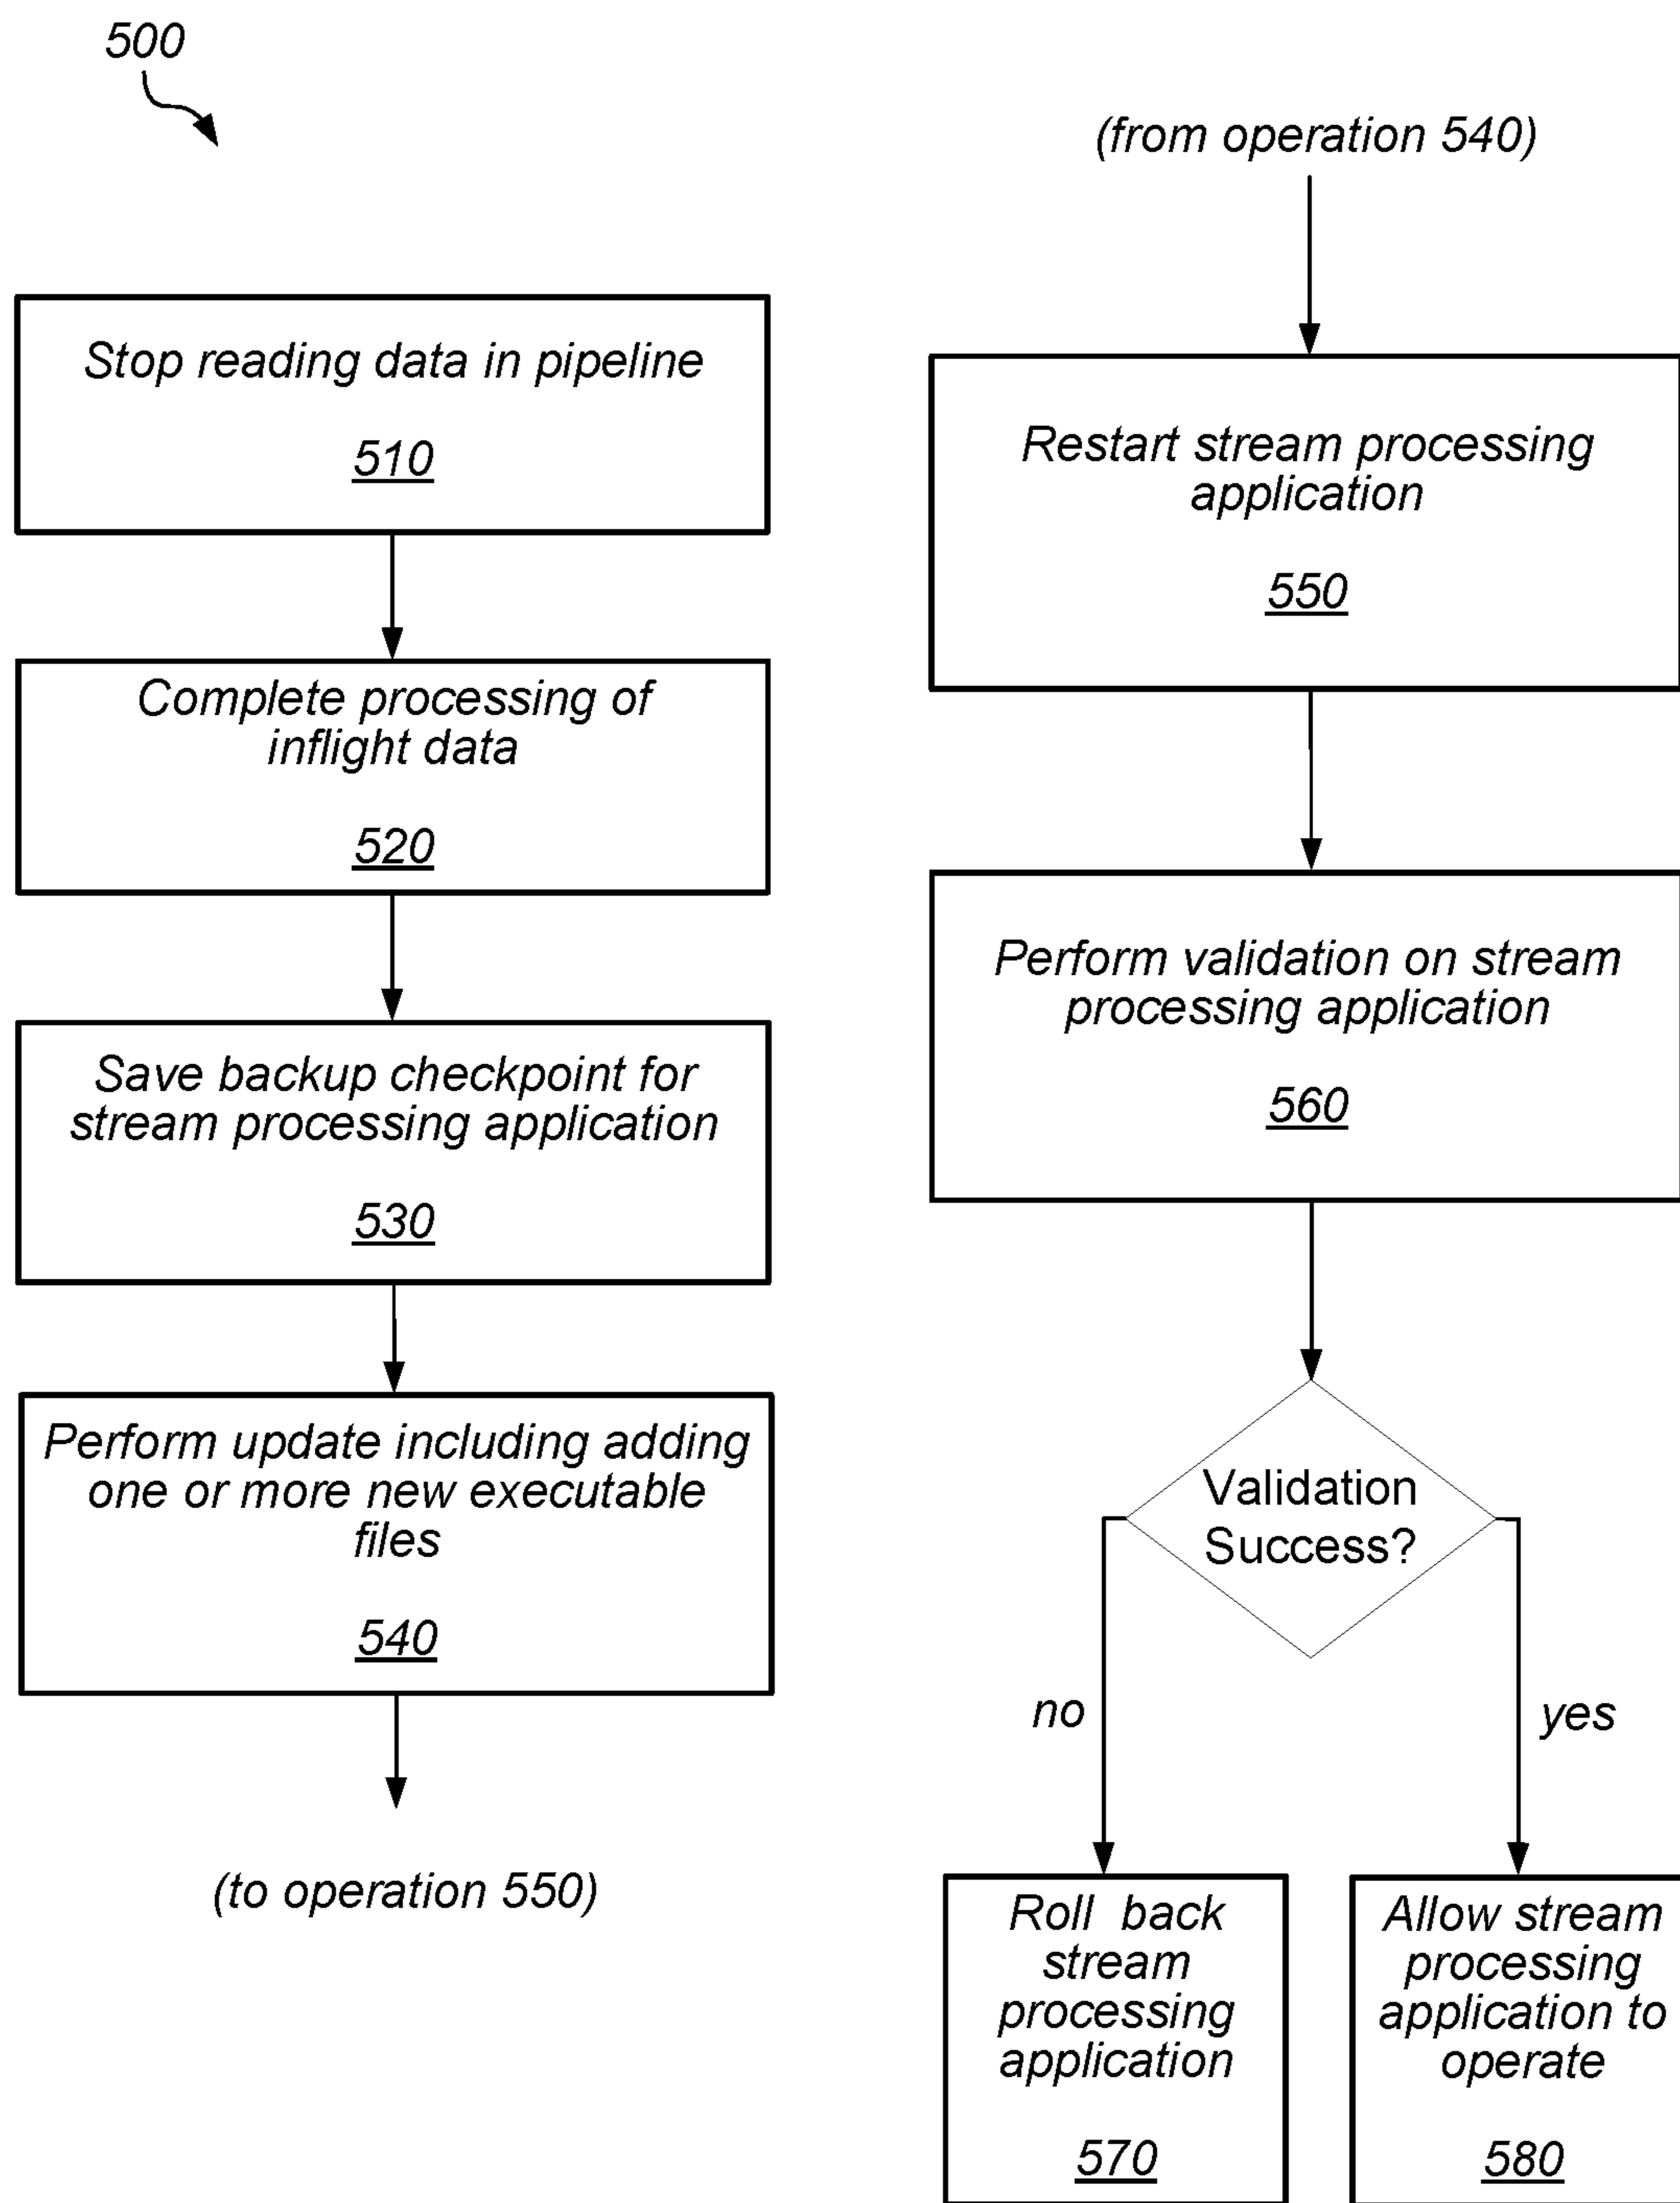 500
Stop reading data in pipeline
510
Complete processing of
inflight data
520
Save backup checkpoint for
stream processing application
530
Perform update including adding
one or more new executable
files
540
(to operation 550)
(from operation 540)
Restart stream processing
application
550
Perform validation on stream
processing application
560
Validation
Success?
no
yes
Roll back
stream
processing
application
570
Allow stream
processing
application to
operate
580